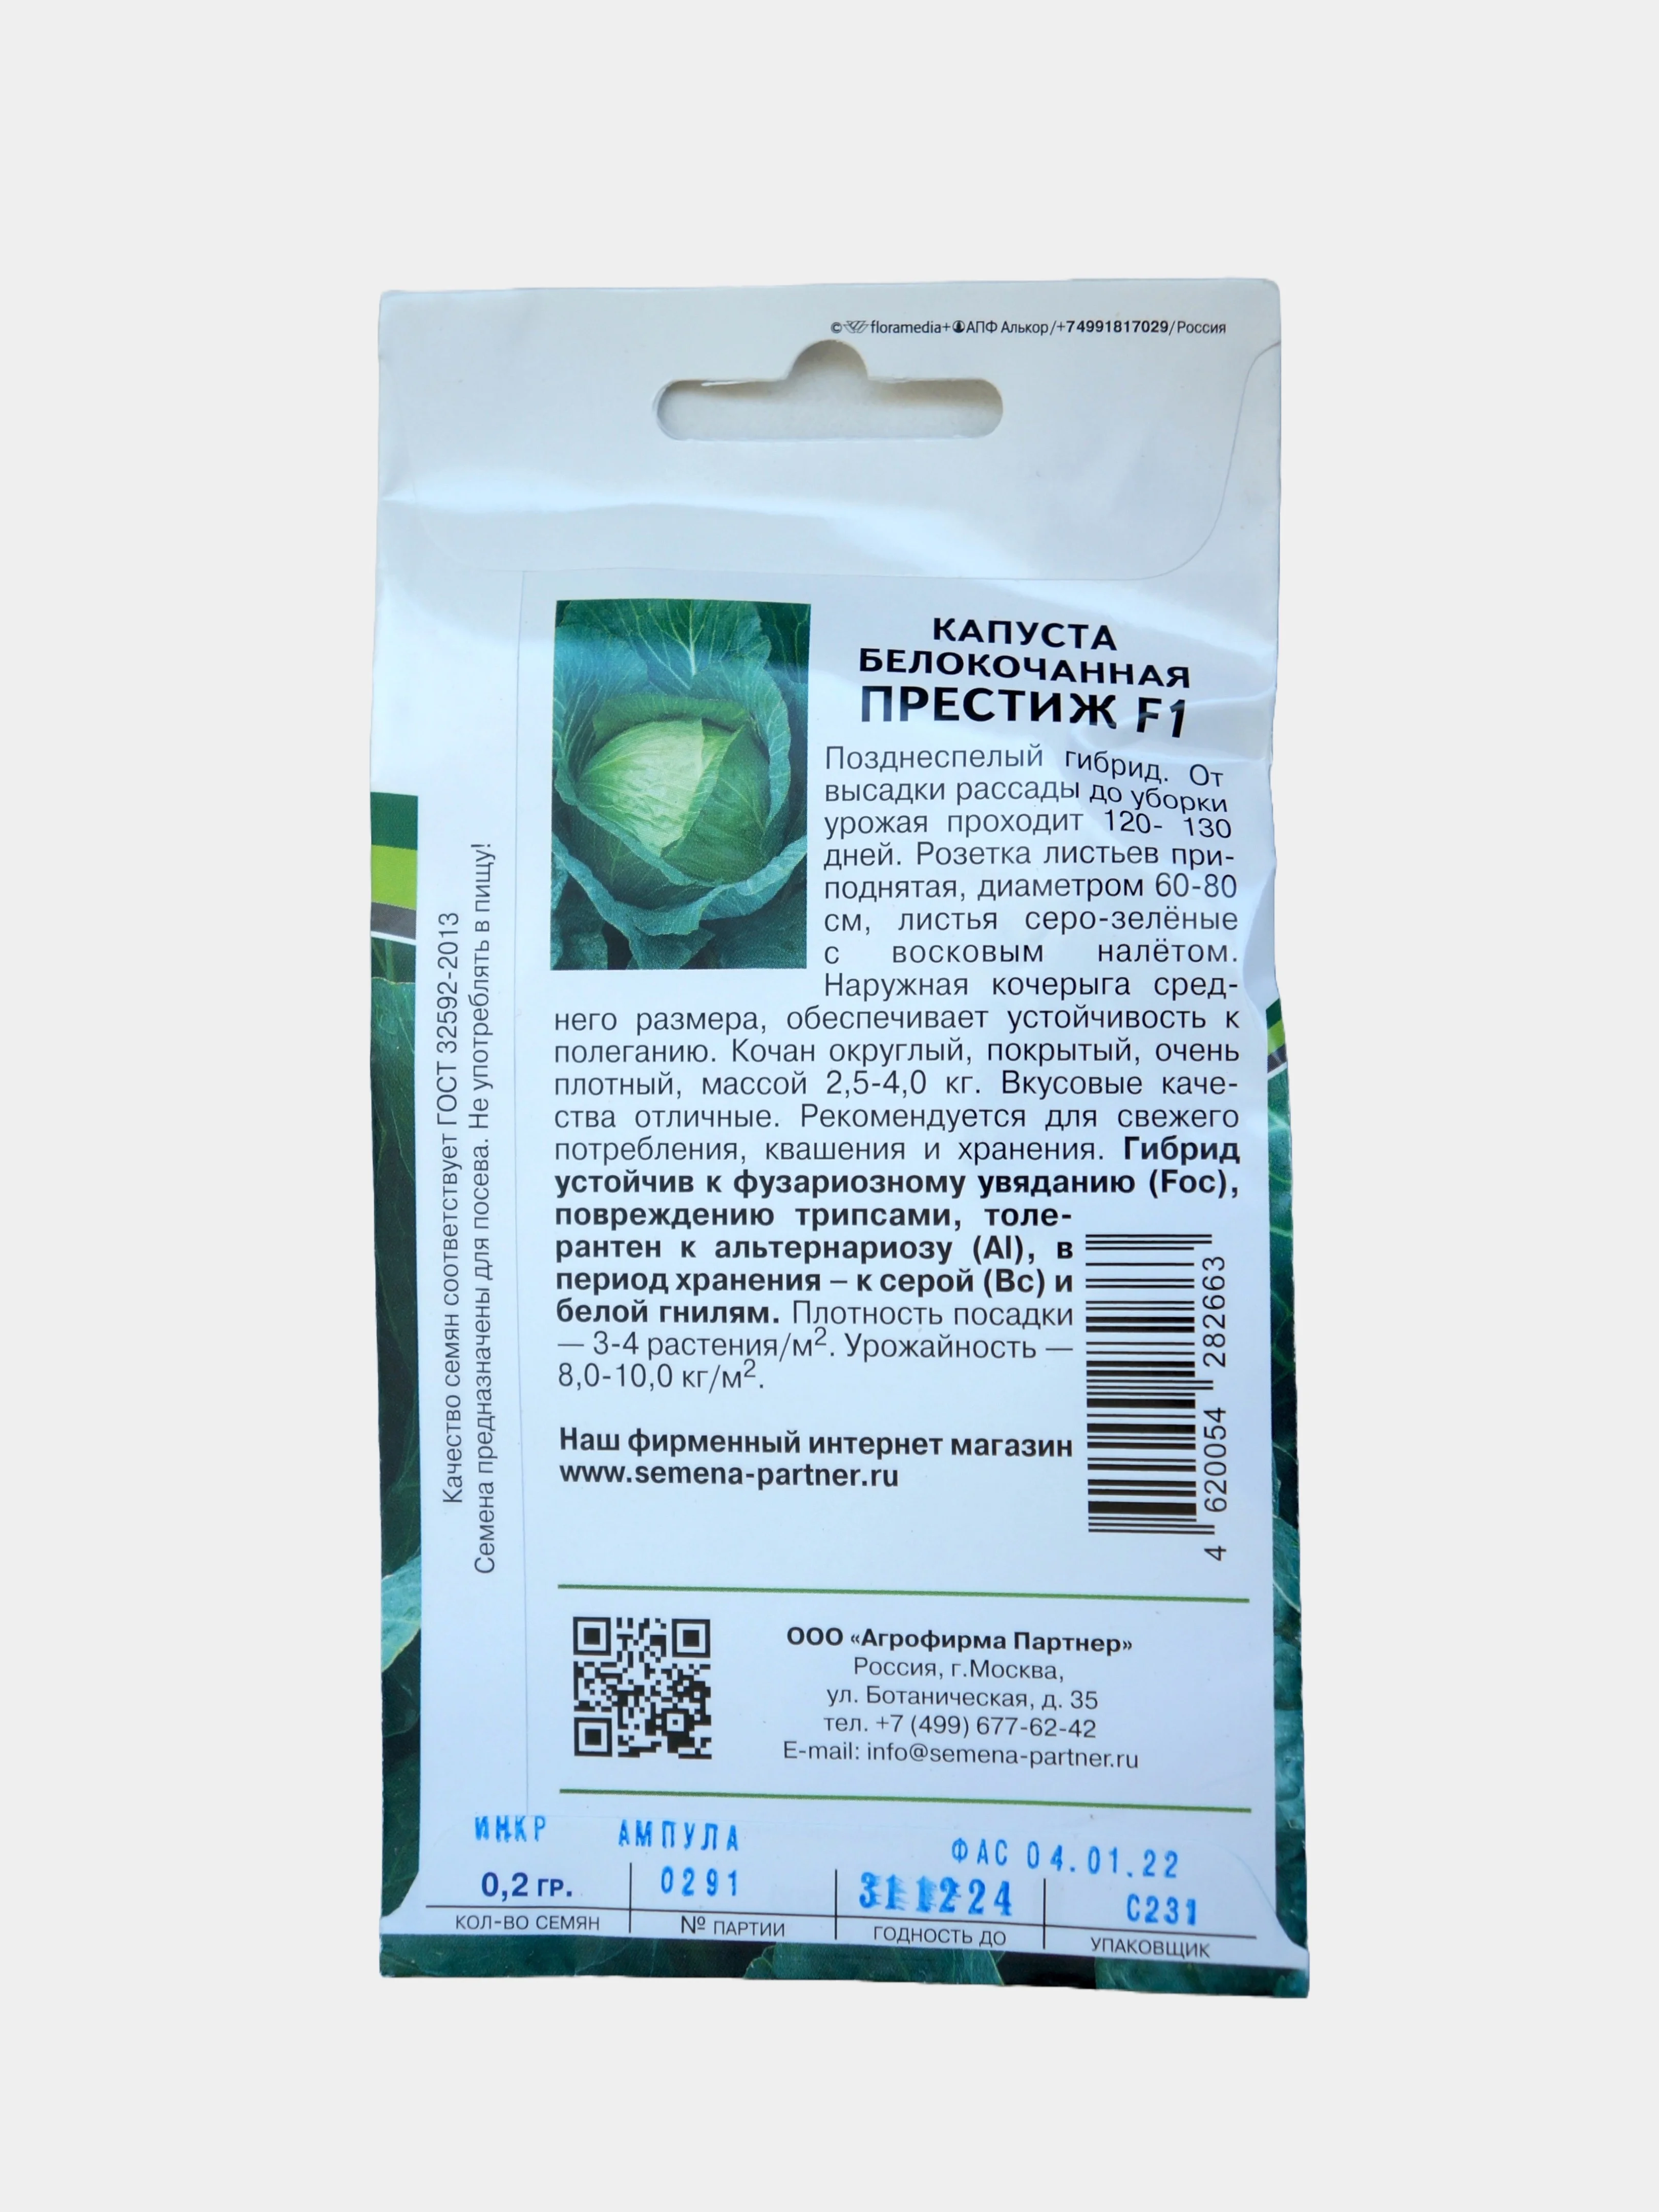 © floramedia+ АПФ Алькор/+74991817029/Россия
КАПУСТА
БЕЛОКОЧАННАЯ
ПРЕСТИЖ F1
Позднеспелый гибрид. От
высадки рассады до уборки
урожая проходит 120- 130
дней. Розетка листьев при-
поднятая, диаметром 60-80
см, листья серо-зелёные
с восковым налётом.
Наружная кочерыга сред-
него размера, обеспечивает устойчивость к
полеганию. Кочан округлый, покрытый, очень
плотный, массой 2,5-4,0 кг. Вкусовые каче-
ства отличные. Рекомендуется для свежего
потребления, квашения и хранения. Гибрид
устойчив к фузариозному увяданию (Foc),
повреждению трипсами, толе-
рантен к альтернариозу (Al), в
период хранения – к серой (Bc) и
белой гнилям. Плотность посадки
— 3-4 растения/м². Урожайность —
8,0-10,0 кг/м².
4 620054 282663
Наш фирменный интернет магазин
www.semena-partner.ru
Качество семян соответствует ГОСТ 32592-2013
Семена предназначены для посева. Не употреблять в пищу!
ООО «Агрофирма Партнер»
Россия, г.Москва,
ул. Ботаническая, д. 35
тел. +7 (499) 677-62-42
E-mail: info@semena-partner.ru
ИНКР АМПУЛА ФАС 04.01.22
0,2 ГР. 0291 311224 С231
КОЛ-ВО СЕМЯН № ПАРТИИ ГОДНОСТЬ ДО УПАКОВЩИК